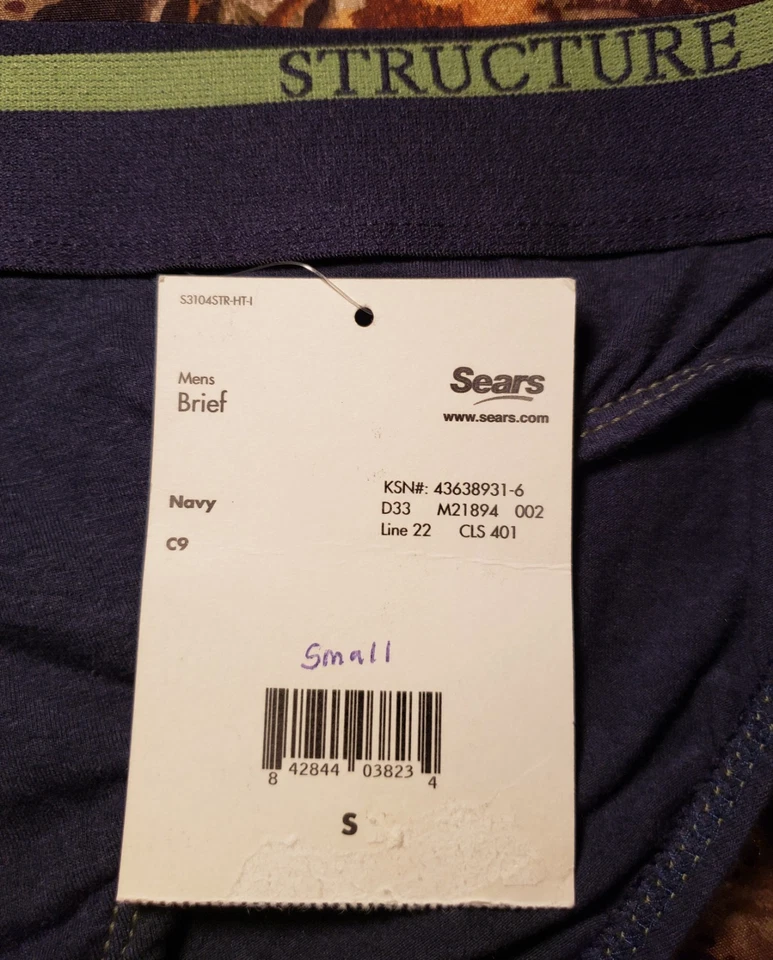 STRUCTURE
S3104STR-HT-I
Mens
Brief
Sears
www.sears.com
Navy
C9
KSN#: 43638931-6
D33 M21894 002
Line 22 CLS 401
Small
8 42844 03823 4
S